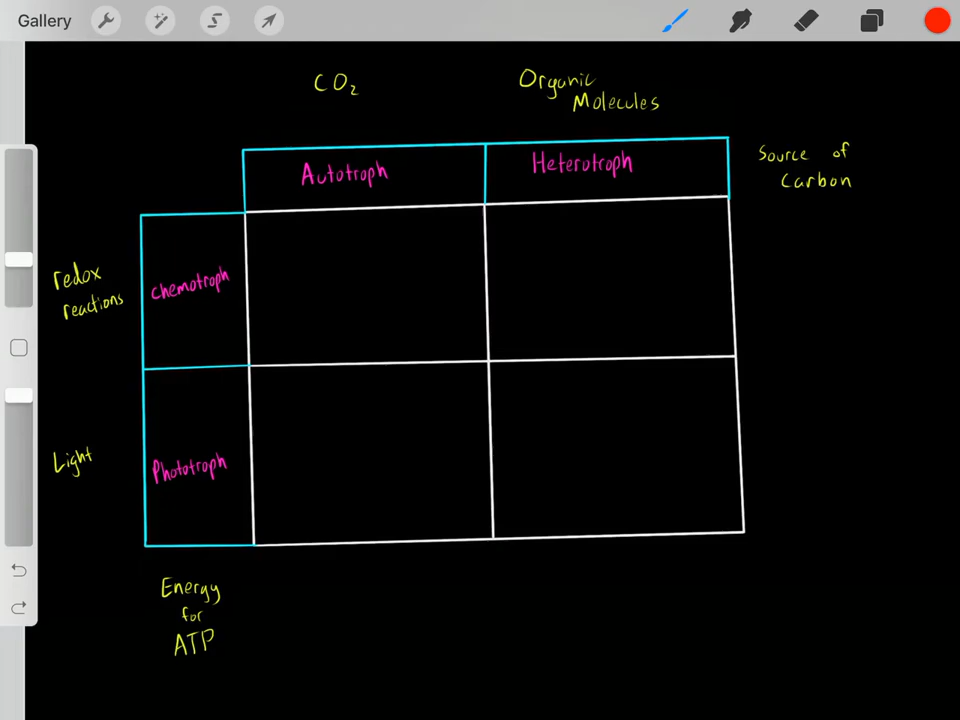 Gallery
CO2
Organic
Molecules
Source of
Carbon
Autotroph
Heterotroph
redox
reactions
Chemotroph
Light
Phototroph
Energy
for
ATP